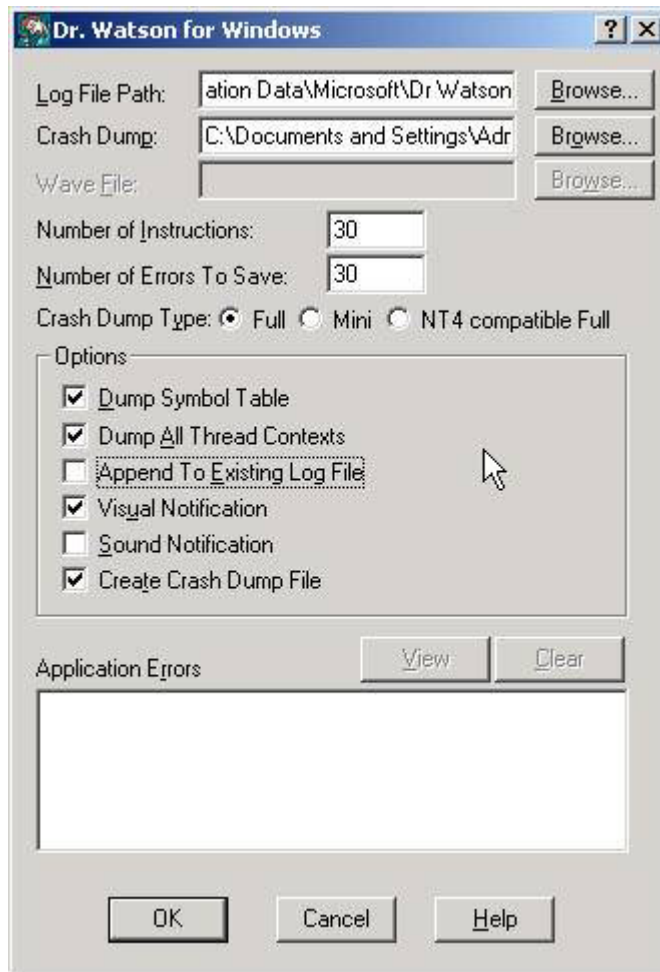 Dr. Watson for Windows
Log File Path: ation Data\Microsoft\Dr Watson Browse...
Crash Dump: C:\Documents and Settings\Adr Browse...
Wave File: Browse...
Number of Instructions: 30
Number of Errors To Save: 30
Crash Dump Type: Full Mini NT4 compatible Full
Options
Dump Symbol Table
Dump All Thread Contexts
Append To Existing Log File
Visual Notification
Sound Notification
Create Crash Dump File
Application Errors View Clear
OK Cancel Help